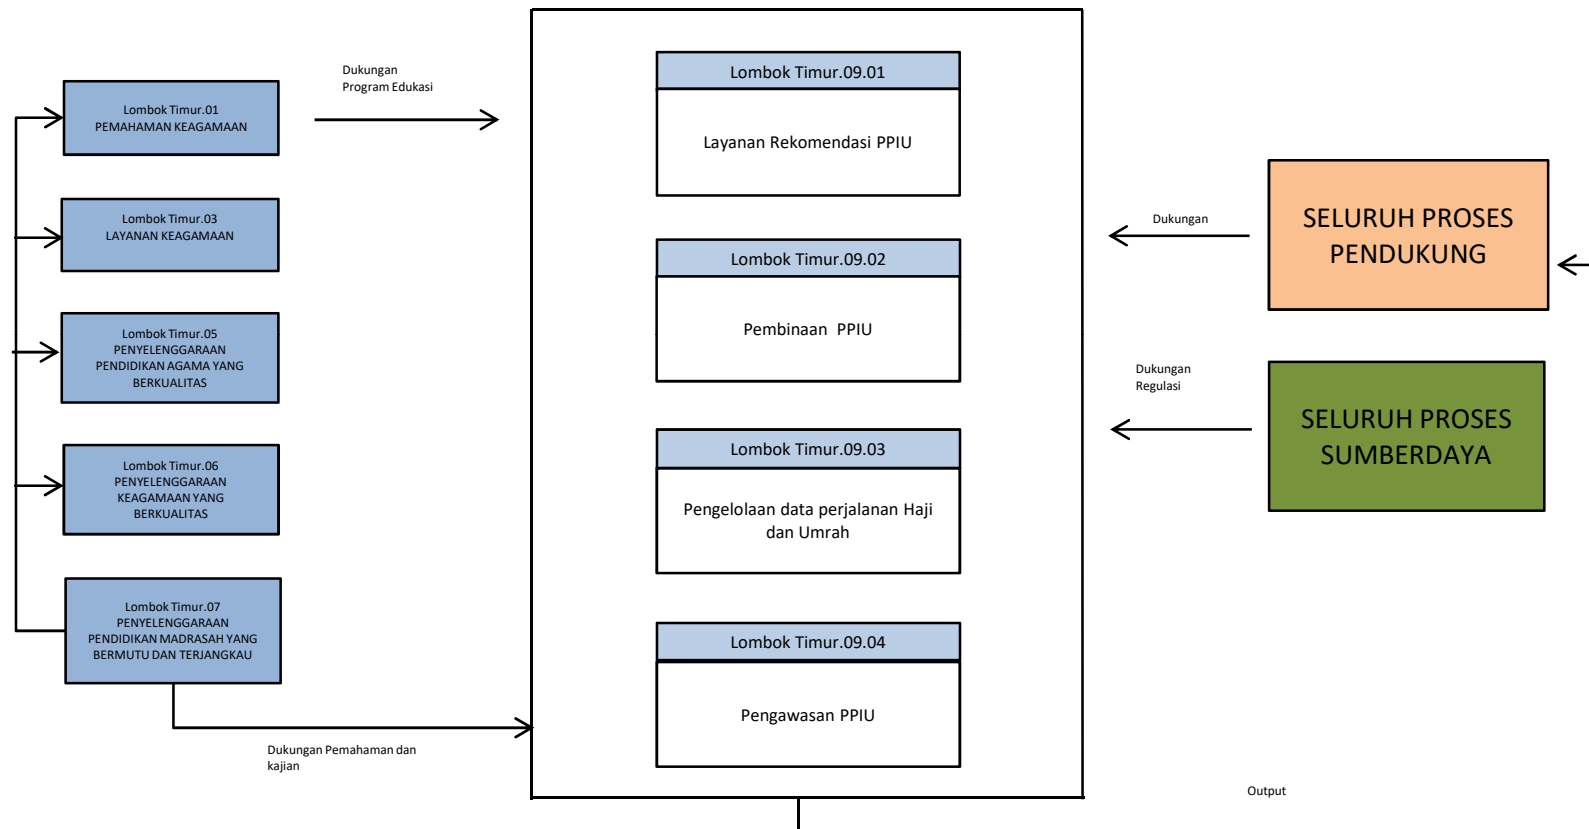 Lombok Timur.01
PEMAHAMAN KEAGAMAAN
Lombok Timur.03
LAYANAN KEAGAMAAN
Lombok Timur.05
PENYELENGGARAAN
PENDIDIKAN AGAMA YANG
BERKUALITAS
Lombok Timur.06
PENYELENGGARAAN
KEAGAMAAN YANG
BERKUALITAS
Lombok Timur.07
PENYELENGGARAAN
PENDIDIKAN MADRASAH YANG
BERMUTU DAN TERJANGKAU
Dukungan
Program Edukasi
Dukungan Pemahaman dan
kajian
Lombok Timur.09.01
Layanan Rekomendasi PPIU
Lombok Timur.09.02
Pembinaan  PPIU
Lombok Timur.09.03
Pengelolaan data perjalanan Haji
dan Umrah
Lombok Timur.09.04
Pengawasan PPIU
Dukungan
SELURUH PROSES
PENDUKUNG
Dukungan
Regulasi
SELURUH PROSES
SUMBERDAYA
Output